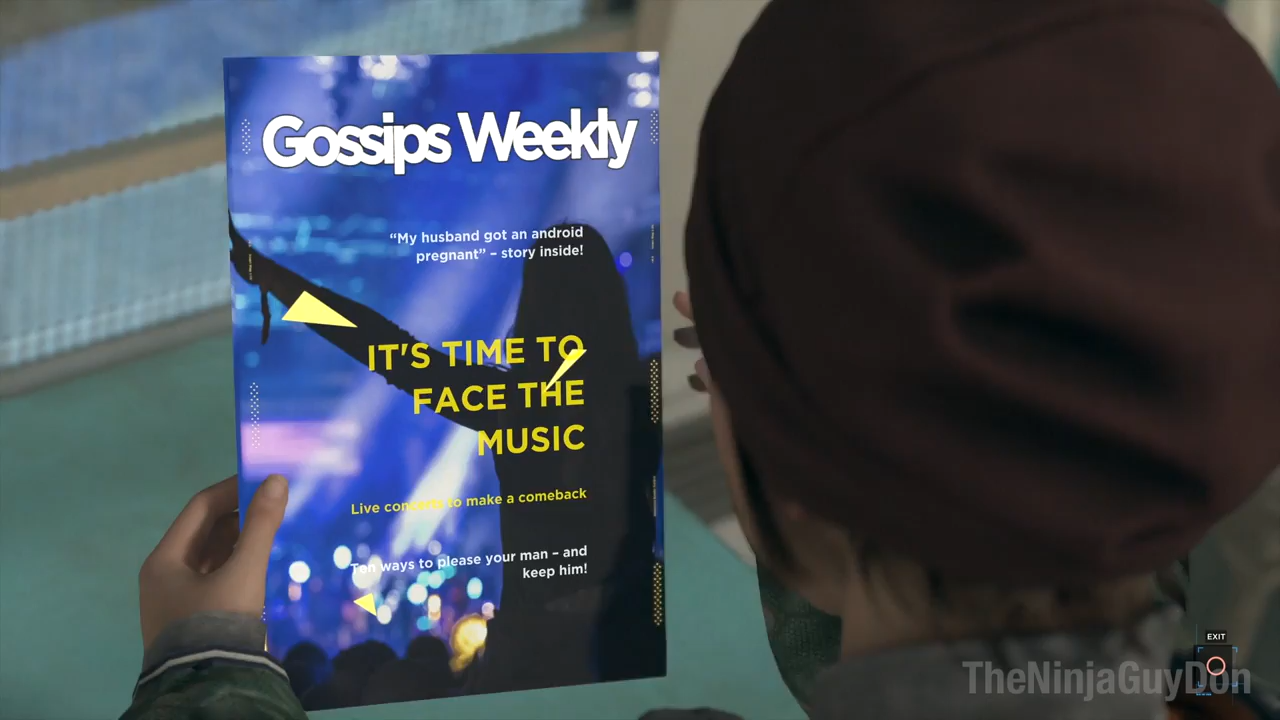 Gossips Weekly
“My husband got an android
pregnant” – story inside!
IT'S TIME TO
FACE THE
MUSIC
Live concerts to make a comeback
Ten ways to please your man – and
keep him!
EXIT
TheNinjaGuyDon